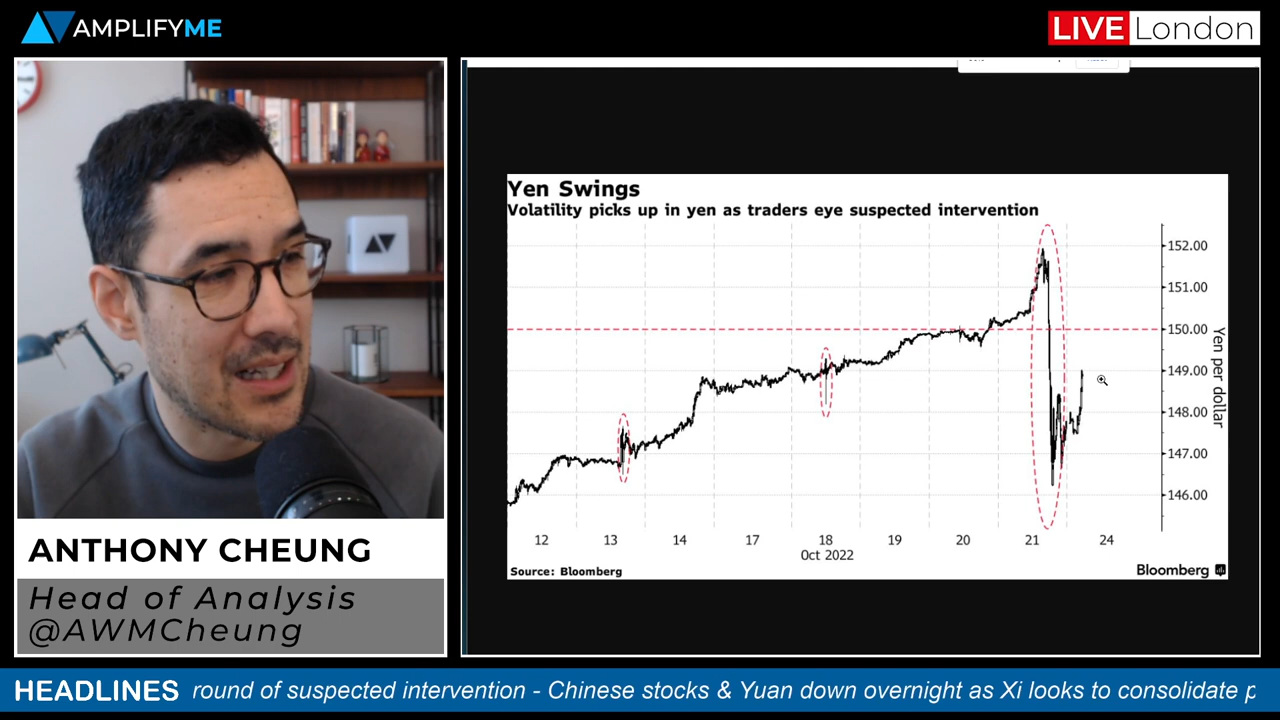 AMPLIFYME
LIVE London
Yen Swings
Volatility picks up in yen as traders eye suspected intervention
152.00
151.00
150.00
149.00
148.00
147.00
146.00
Yen per dollar
12 13 14 17 18 19 20 21 24
Oct 2022
Source: Bloomberg
Bloomberg
ANTHONY CHEUNG
Head of Analysis
@AWMCheung
HEADLINES round of suspected intervention - Chinese stocks & Yuan down overnight as Xi looks to consolidate